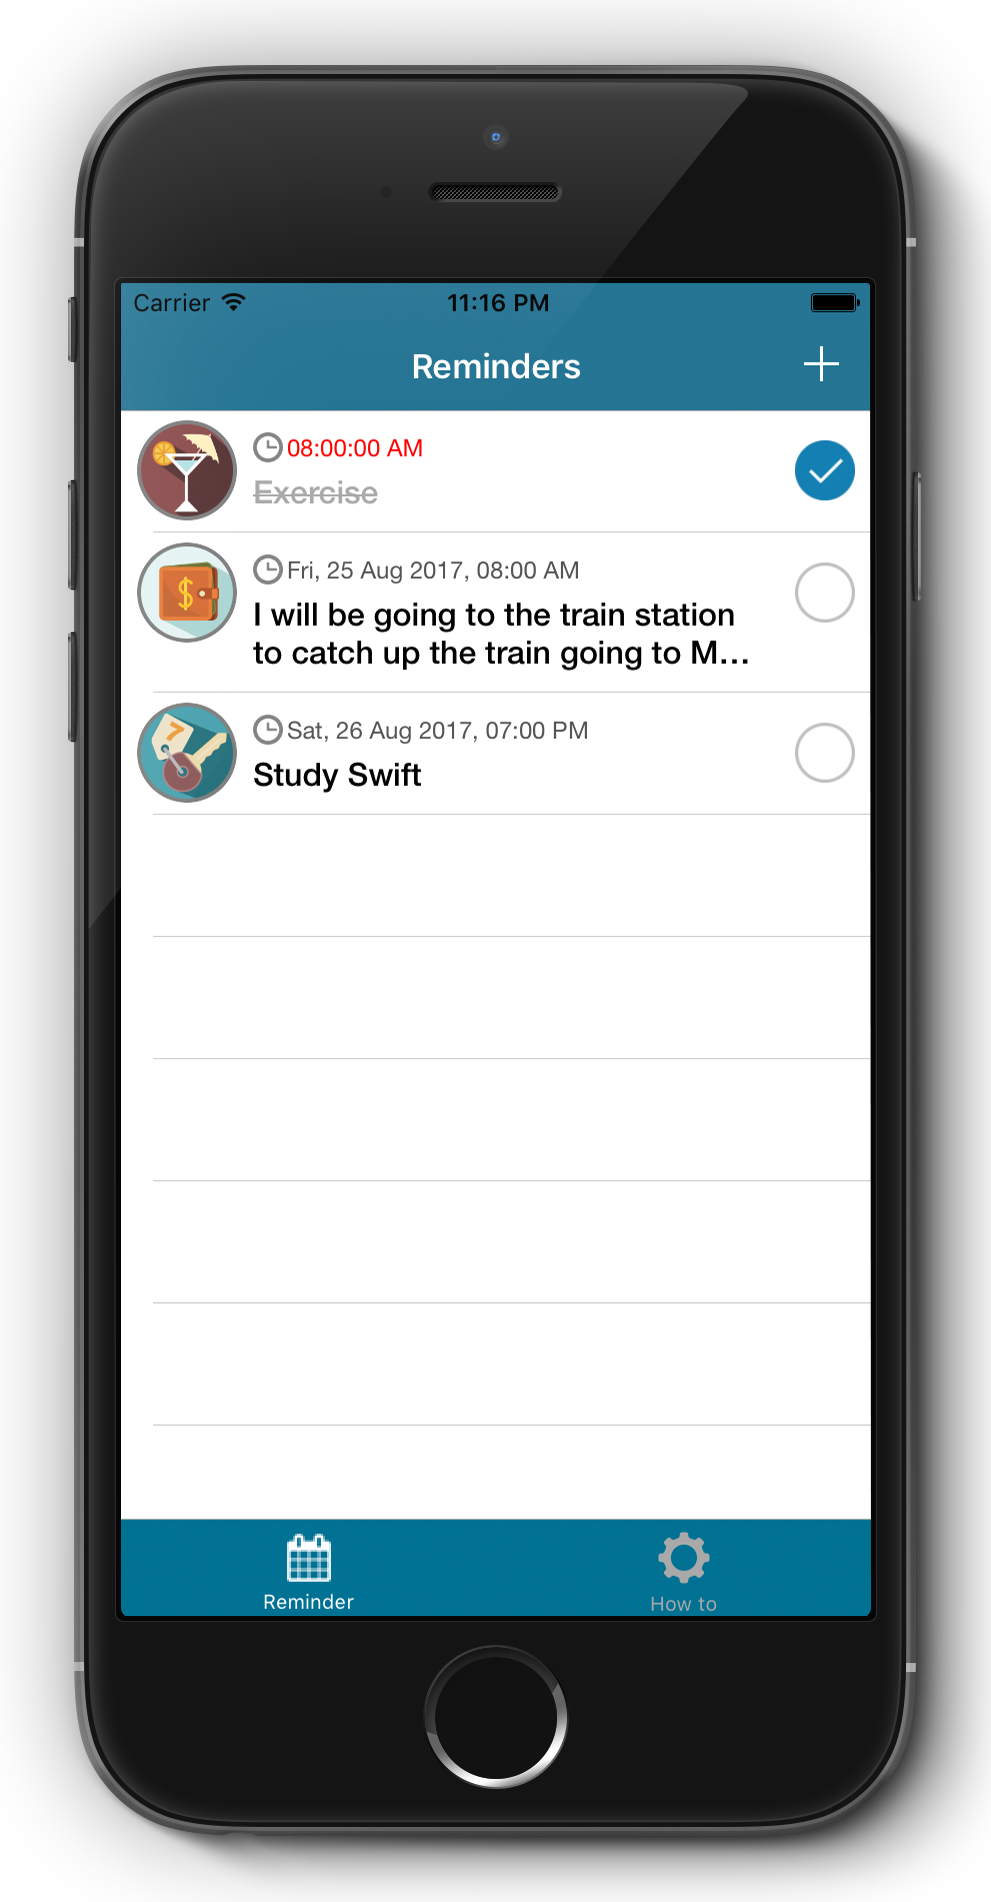 Carrier 11:16 PM
Reminders
08:00:00 AM
Exercise
Fri, 25 Aug 2017, 08:00 AM
I will be going to the train station
to catch up the train going to M...
Sat, 26 Aug 2017, 07:00 PM
Study Swift
Reminder How to